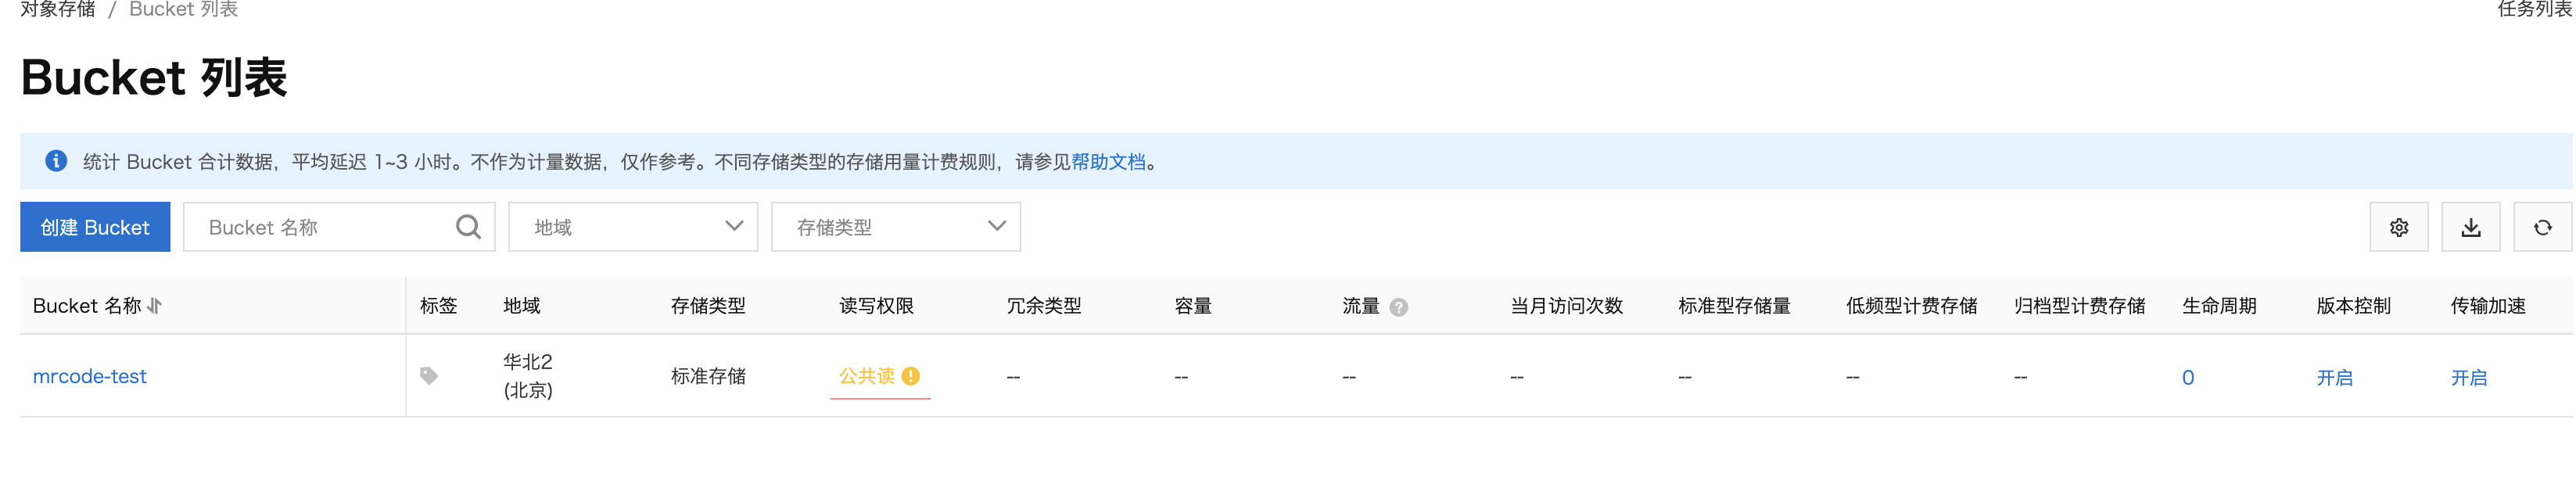 对象存储 / Bucket 列表
任务列表
Bucket 列表
统计 Bucket 合计数据，平均延迟 1~3 小时。不作为计量数据，仅作参考。不同存储类型的存储用量计费规则，请参见帮助文档。
创建 Bucket Bucket 名称 地域 存储类型
Bucket 名称 标签 地域 存储类型 读写权限 冗余类型 容量 流量 ? 当月访问次数 标准型存储量 低频型计费存储 归档型计费存储 生命周期 版本控制 传输加速
mrcode-test 华北2 标准存储 公共读 -- -- -- -- -- -- -- 0 开启 开启
(北京)